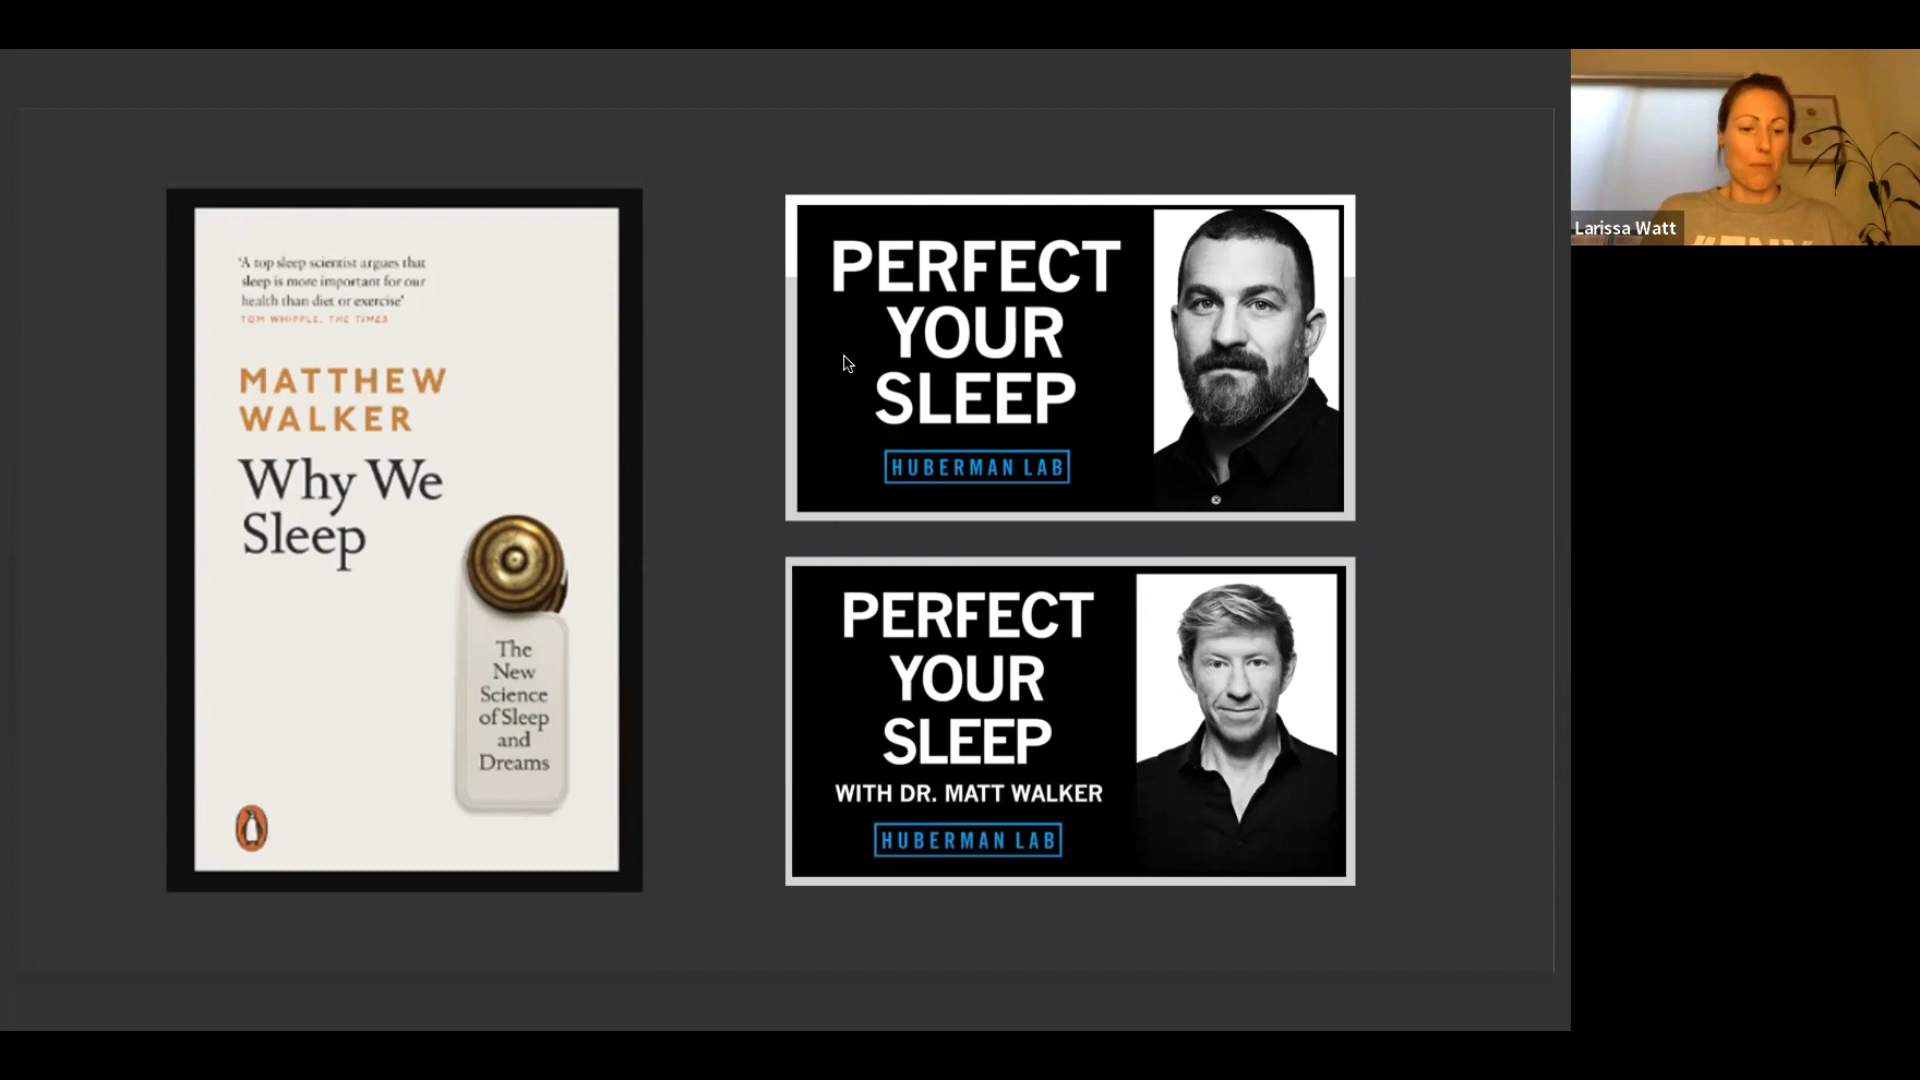 'A top sleep scientist argues that
sleep is more important for our
health than diet or exercise'
TOM WHIPPLE, THE TIMES
MATTHEW
WALKER
Why We
Sleep
The
New
Science
of Sleep
and
Dreams
PERFECT
YOUR
SLEEP
HUBERMAN LAB
PERFECT
YOUR
SLEEP
WITH DR. MATT WALKER
HUBERMAN LAB
Larissa Watt